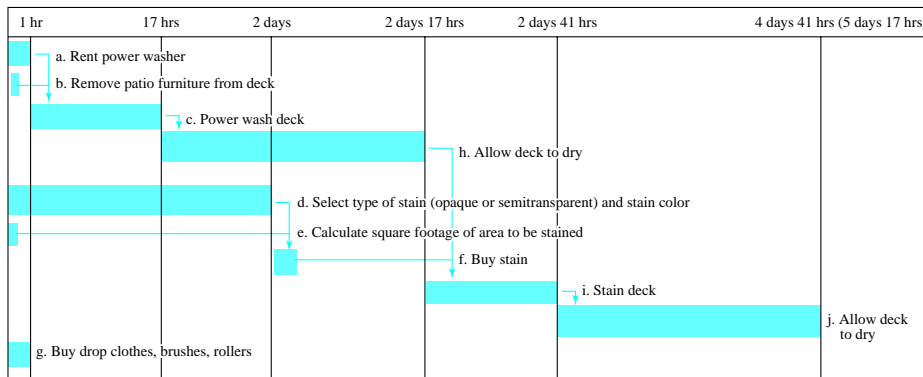 1 hr 17 hrs 2 days 2 days 17 hrs 2 days 41 hrs 4 days 41 hrs (5 days 17 hrs
a. Rent power washer
b. Remove patio furniture from deck
c. Power wash deck
h. Allow deck to dry
d. Select type of stain (opaque or semitransparent) and stain color
e. Calculate square footage of area to be stained
f. Buy stain
i. Stain deck
j. Allow deck
to dry
g. Buy drop clothes, brushes, rollers